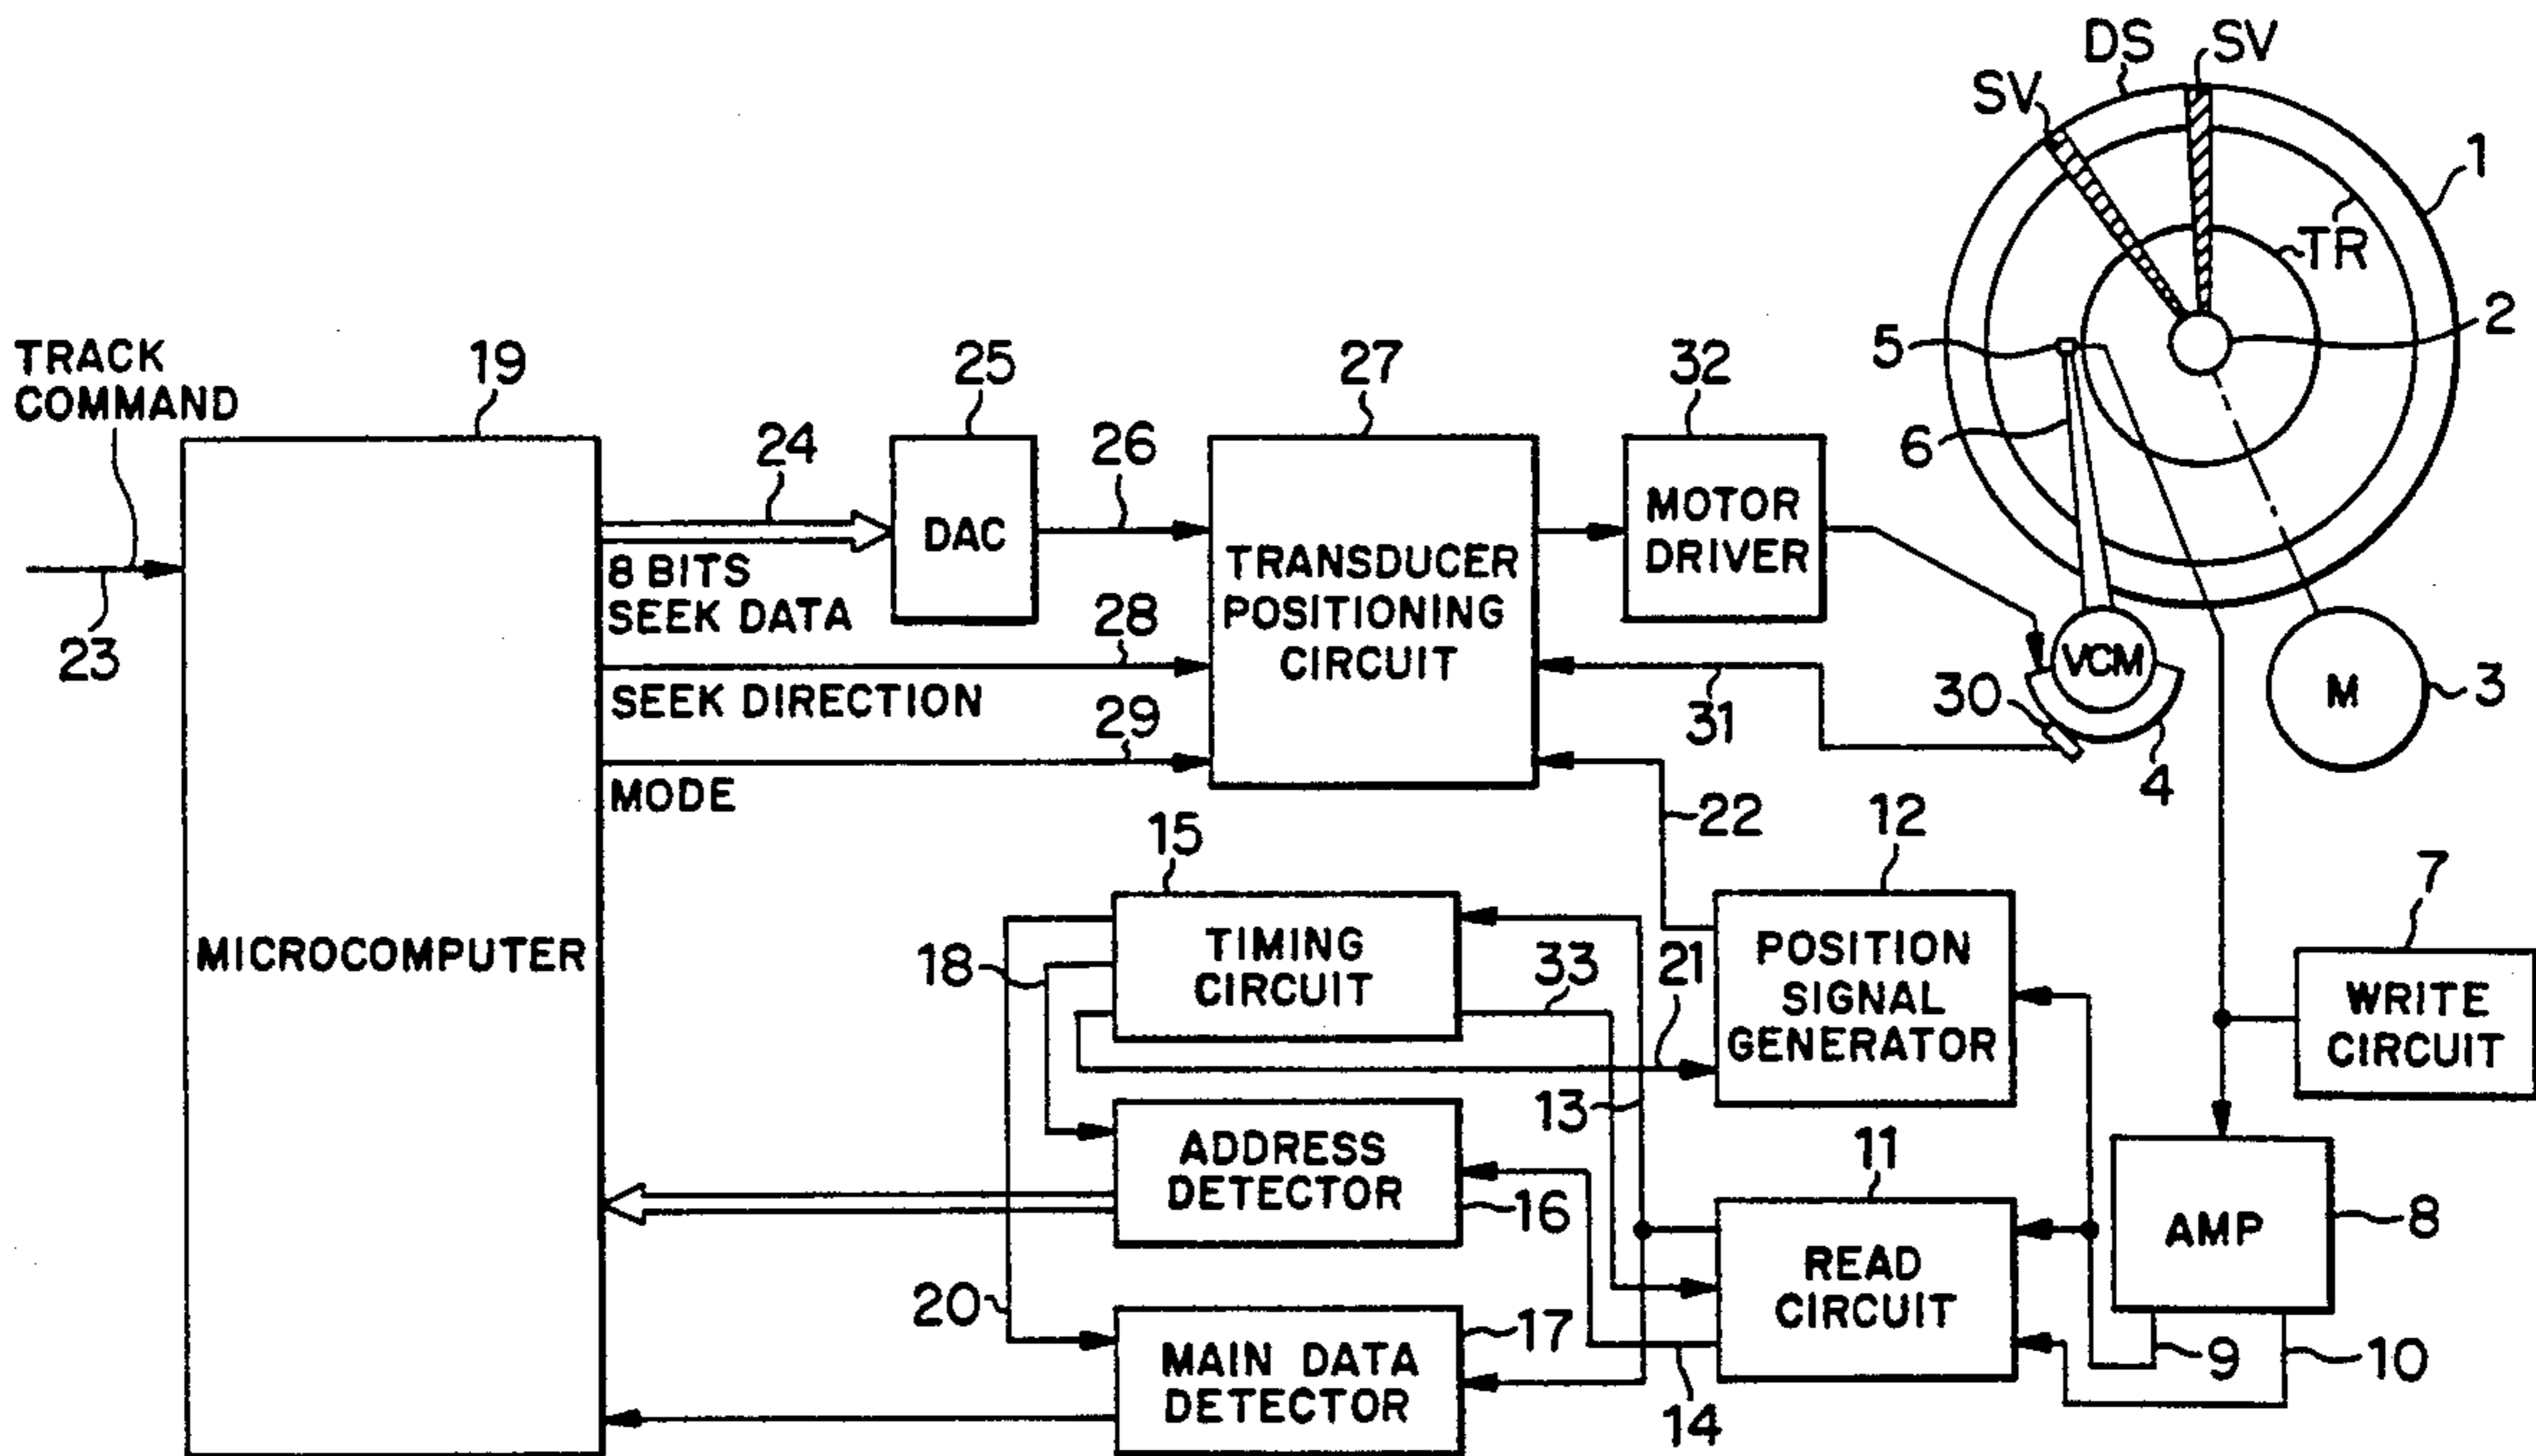 DS
SV
SV
1
TR
2
5
6
TRACK
COMMAND
19
25
27
32
24
26
DAC
MOTOR
DRIVER
8 BITS
SEEK DATA
TRANSDUCER
POSITIONING
CIRCUIT
23
28
SEEK DIRECTION
29
MODE
31
30
VCM
4
M
3
22
12
7
15
18
TIMING
CIRCUIT
33
21
POSITION
SIGNAL
GENERATOR
WRITE
CIRCUIT
MICROCOMPUTER
13
11
ADDRESS
DETECTOR
16
AMP
8
READ
CIRCUIT
20
17
MAIN DATA
DETECTOR
14
9
10